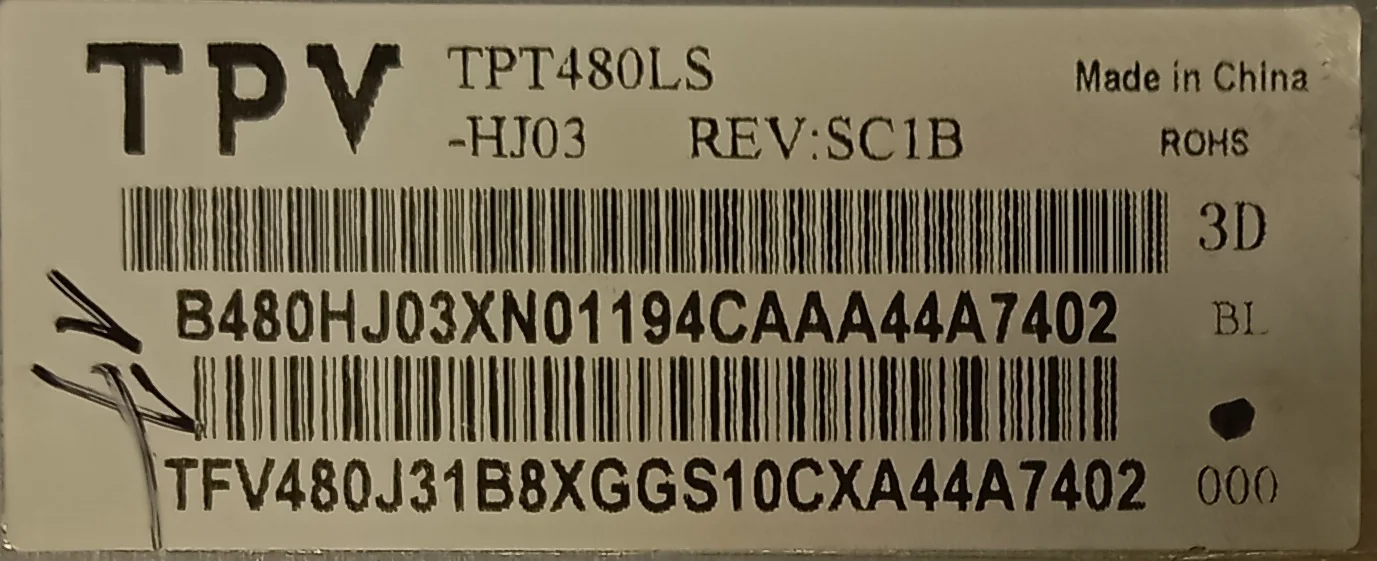 TPV TPT480LS Made in China
-HJ03 REV:SC1B ROHS
3D
B480HJ03XN01194CAAA44A7402 BL
TFV480J31B8XGGS10CXA44A7402 000